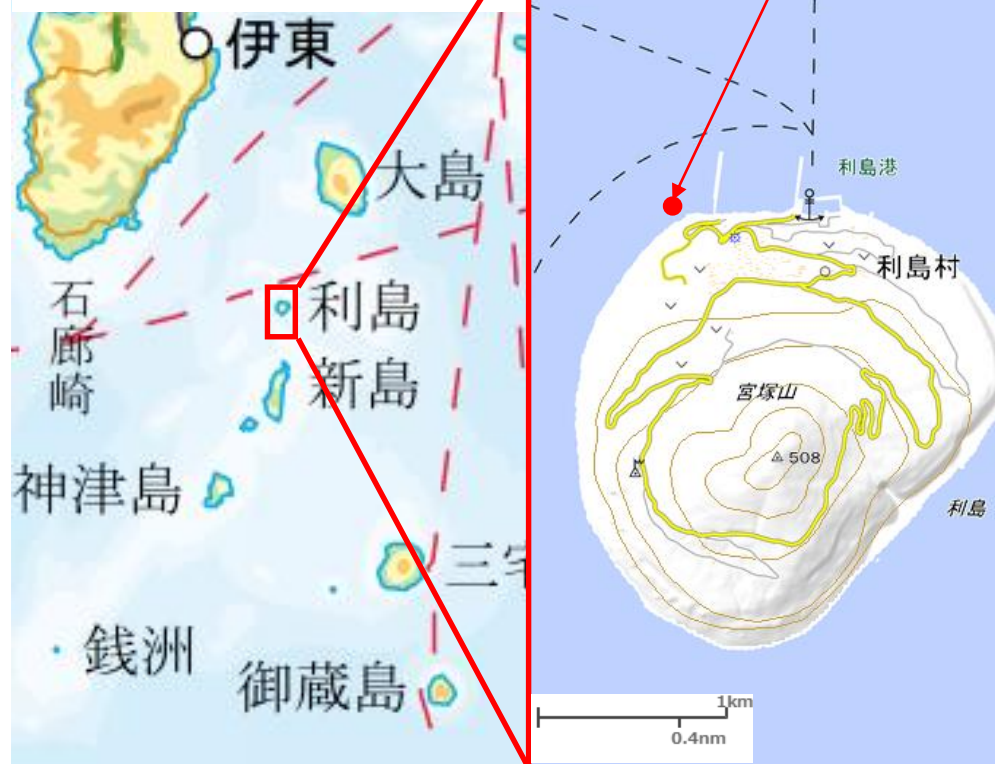 伊東
大島
石廊崎
利島
新島
神津島
三宅
銭洲
御蔵島
利島港
利島村
宮塚山
508
利島
1km
0.4nm